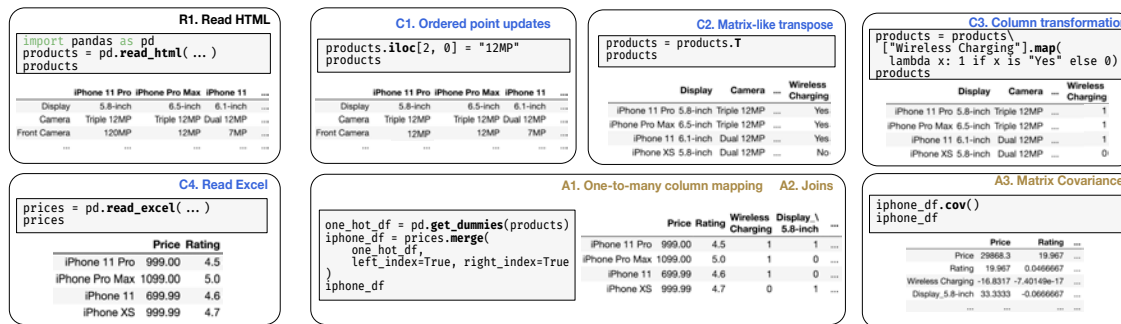 R1. Read HTML
import pandas as pd
products = pd.read_html( ... )
products
iPhone 11 Pro iPhone Pro Max iPhone 11 ....
Display 5.8-inch 6.5-inch 6.1-inch ....
Camera Triple 12MP Triple 12MP Dual 12MP ....
Front Camera 120MP 12MP 7MP ....
... ... ... ... ...
C1. Ordered point updates
products.iloc[2, 0] = "12MP"
products
iPhone 11 Pro iPhone Pro Max iPhone 11 ....
Display 5.8-inch 6.5-inch 6.1-inch ....
Camera Triple 12MP Triple 12MP Dual 12MP ....
Front Camera 12MP 12MP 7MP ....
... ... ... ... ...
C2. Matrix-like transpose
products = products.T
products
Display Camera ... Wireless
Charging
iPhone 11 Pro 5.8-inch Triple 12MP ... Yes
iPhone Pro Max 6.5-inch Triple 12MP ... Yes
iPhone 11 6.1-inch Dual 12MP ... Yes
iPhone XS 5.8-inch Dual 12MP ... No
C3. Column transformation
products = products\
["Wireless Charging"].map(
lambda x: 1 if x is "Yes" else 0)
products
Display Camera ... Wireless
Charging
iPhone 11 Pro 5.8-inch Triple 12MP ... 1
iPhone Pro Max 6.5-inch Triple 12MP ... 1
iPhone 11 6.1-inch Dual 12MP ... 1
iPhone XS 5.8-inch Dual 12MP ... 0
C4. Read Excel
prices = pd.read_excel( ... )
prices
Price Rating
iPhone 11 Pro 999.00 4.5
iPhone Pro Max 1099.00 5.0
iPhone 11 699.99 4.6
iPhone XS 999.99 4.7
A1. One-to-many column mapping A2. Joins
one_hot_df = pd.get_dummies(products)
iphone_df = prices.merge(
one_hot_df,
left_index=True, right_index=True
)
iphone_df
Price Rating Wireless Display_\ ...
Charging 5.8-inch
iPhone 11 Pro 999.00 4.5 1 1 ...
iPhone Pro Max 1099.00 5.0 1 0 ...
iPhone 11 699.99 4.6 1 0 ...
iPhone XS 999.99 4.7 0 1 ...
A3. Matrix Covariance
iphone_df.cov()
iphone_df
Price Rating ...
Price 29868.3 19.967 ...
Rating 19.967 0.0466667 ...
Wireless Charging -16.8317 -7.40149e-17 ...
Display_5.8-inch 33.3333 -0.0666667 ...
... ... ... ...